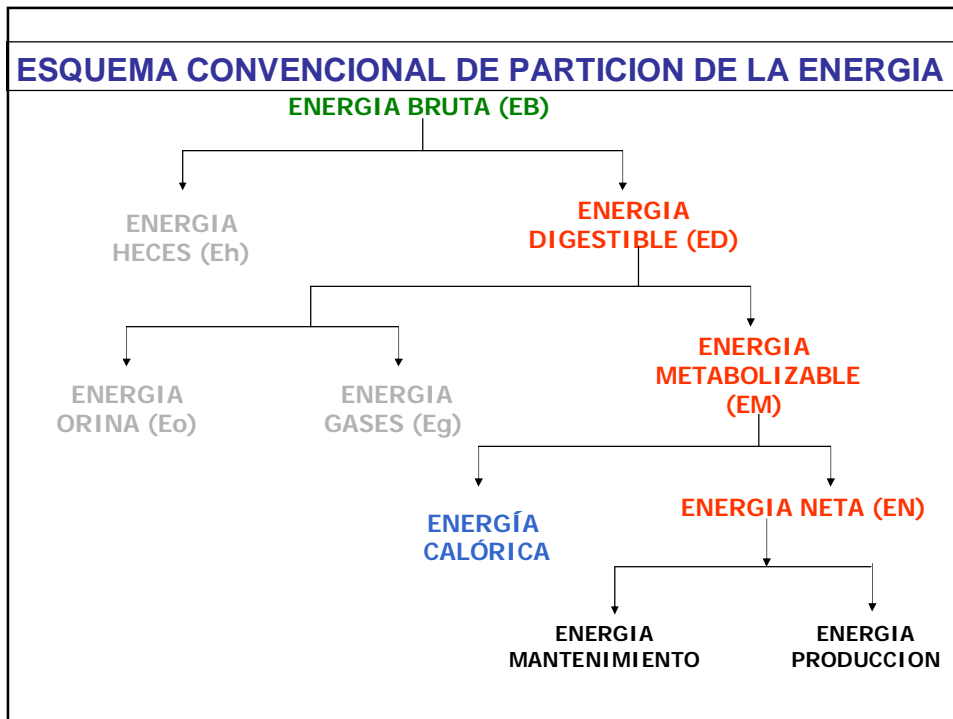 ESQUEMA CONVENCIONAL DE PARTICION DE LA ENERGIA
ENERGIA BRUTA (EB)
ENERGIA
HECES (Eh)
ENERGIA
DIGESTIBLE (ED)
ENERGIA
ORINA (Eo)
ENERGIA
GASES (Eg)
ENERGIA
METABOLIZABLE
(EM)
ENERGÍA
CALÓRICA
ENERGIA NETA (EN)
ENERGIA
MANTENIMIENTO
ENERGIA
PRODUCCION